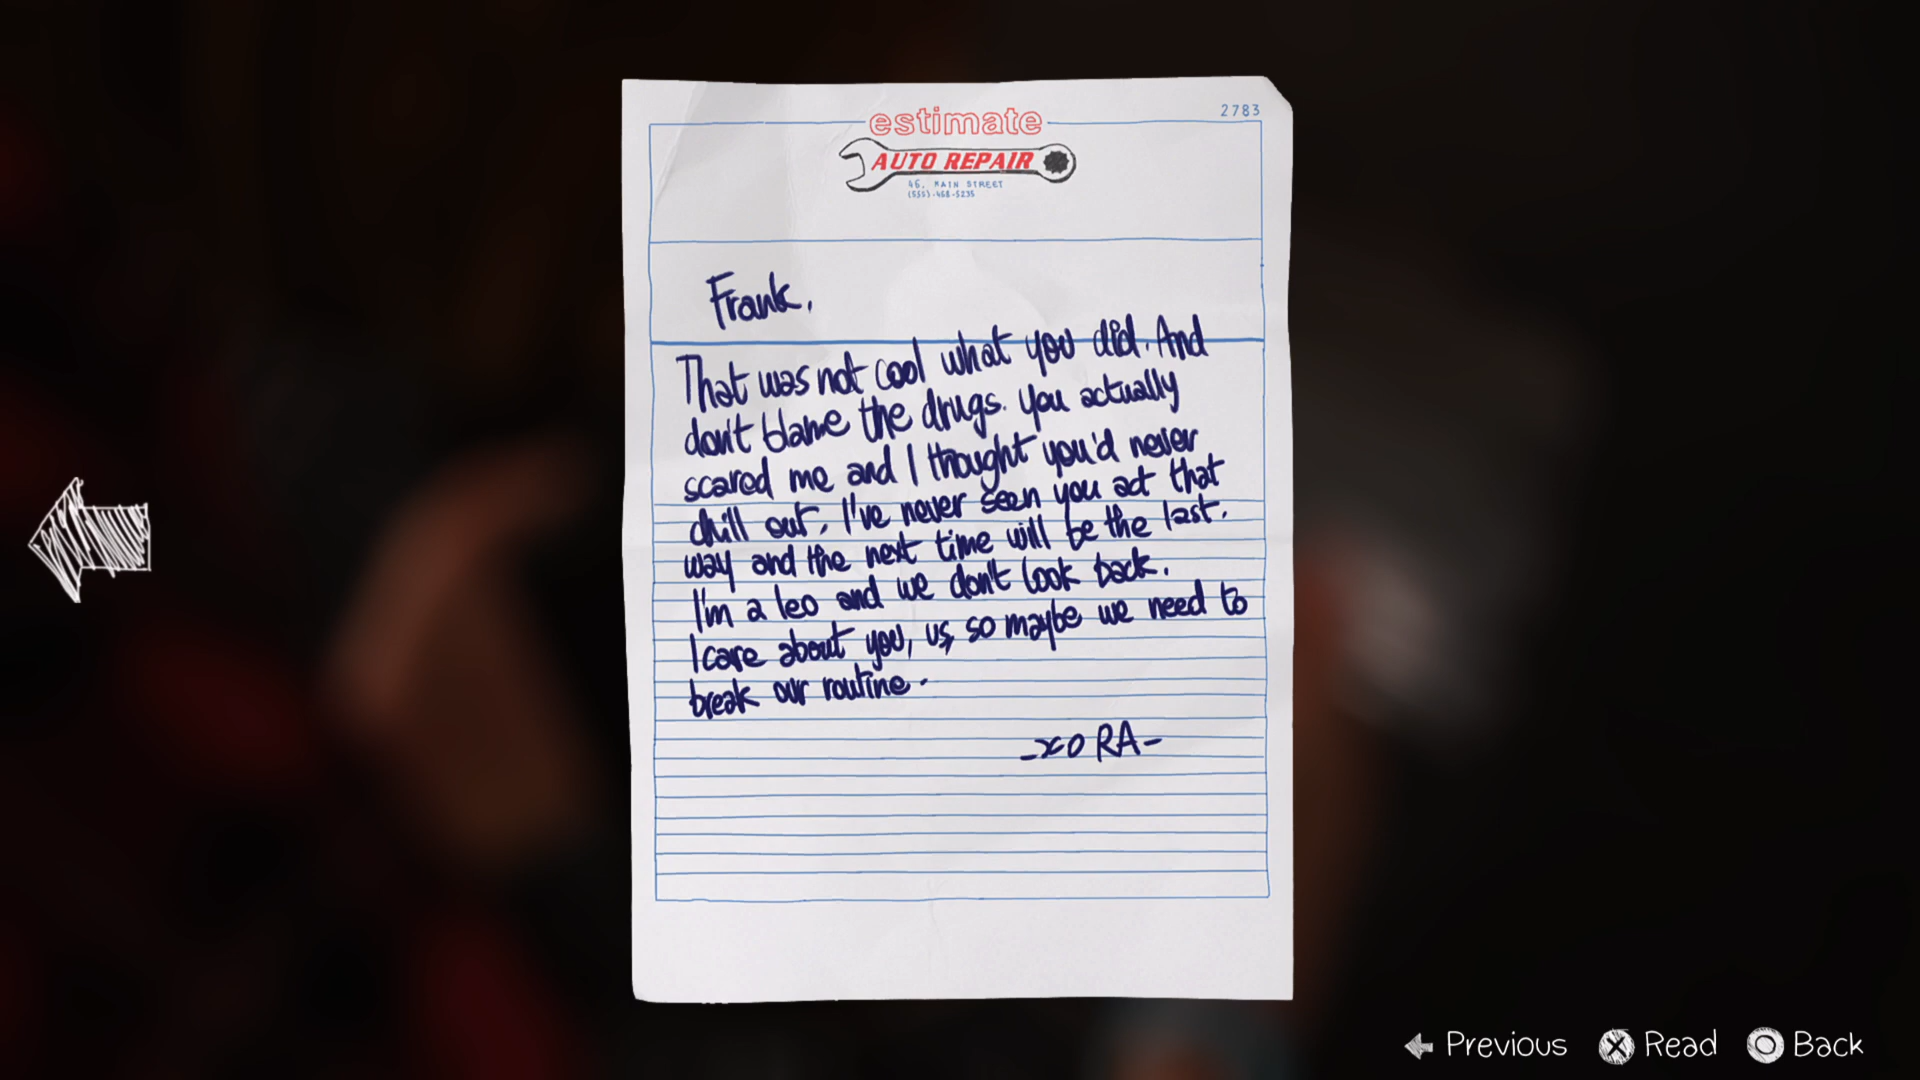 2783
estimate
AUTO REPAIR
46, MAIN STREET
(555)-468-5235
Frank,
That was not cool what you did. And
don't blame the drugs. You actually
scared me and I thought you'd never
chill out. I've never seen you act that
way and the next time will be the last.
I'm a leo and we don't look back.
I care about you, us, so maybe we need to
break our routine.
-xo RA-
Previous
Read
Back